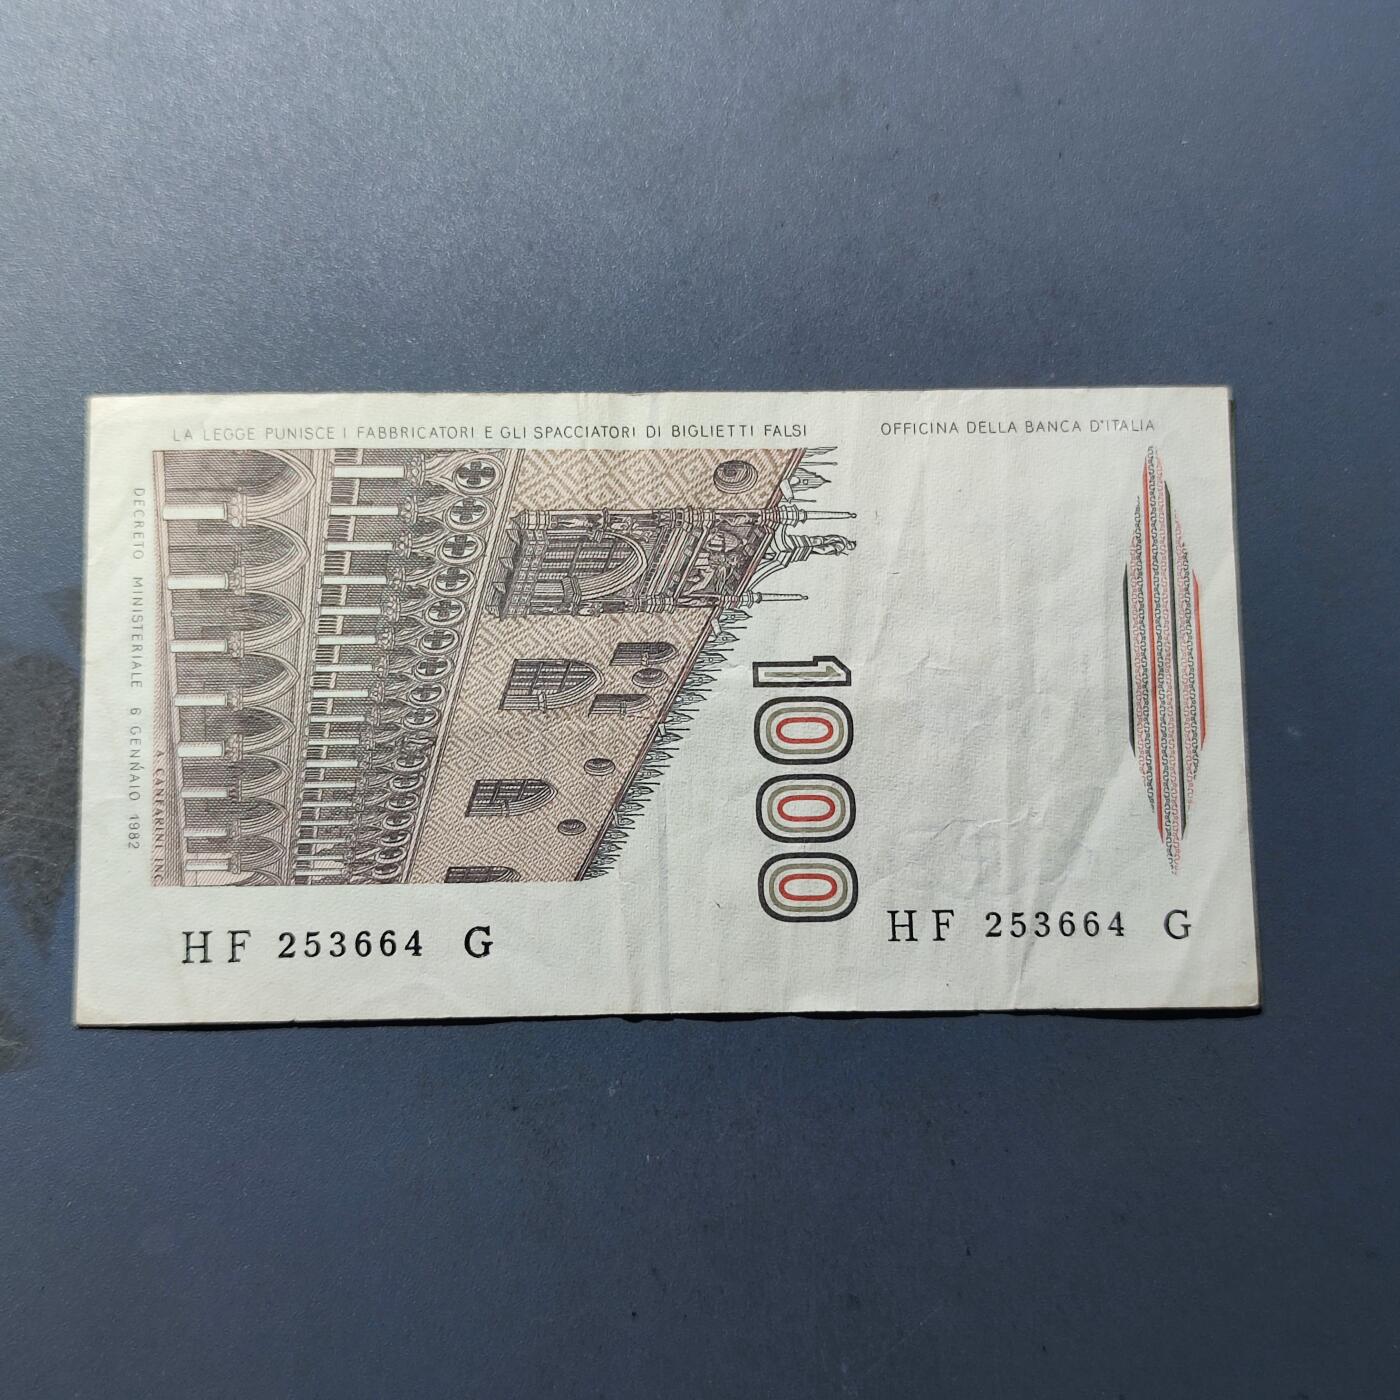 LA LEGGE PUNISCE I FABBRICATORI E GLI SPACCIATORI DI BIGLIETTI FALSI
OFFICINA DELLA BANCA D'ITALIA
DECRETO MINISTERIALE 6 GENNAIO 1982
A. CANFARINI INC.
1000
HF 253664 G
HF 253664 G